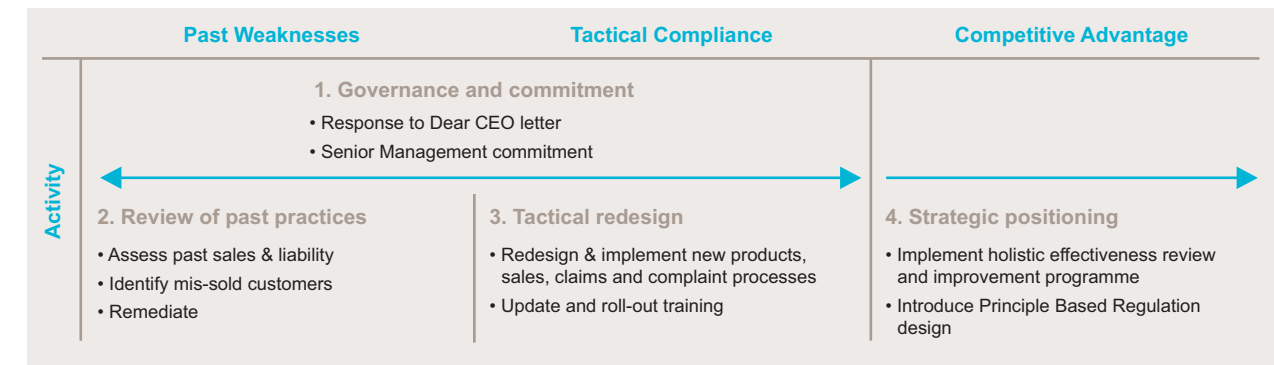 Past Weaknesses
Tactical Compliance
Competitive Advantage
Activity
1. Governance and commitment
• Response to Dear CEO letter
• Senior Management commitment
2. Review of past practices
• Assess past sales & liability
• Identify mis-sold customers
• Remediate
3. Tactical redesign
• Redesign & implement new products,
sales, claims and complaint processes
• Update and roll-out training
4. Strategic positioning
• Implement holistic effectiveness review
and improvement programme
• Introduce Principle Based Regulation
design